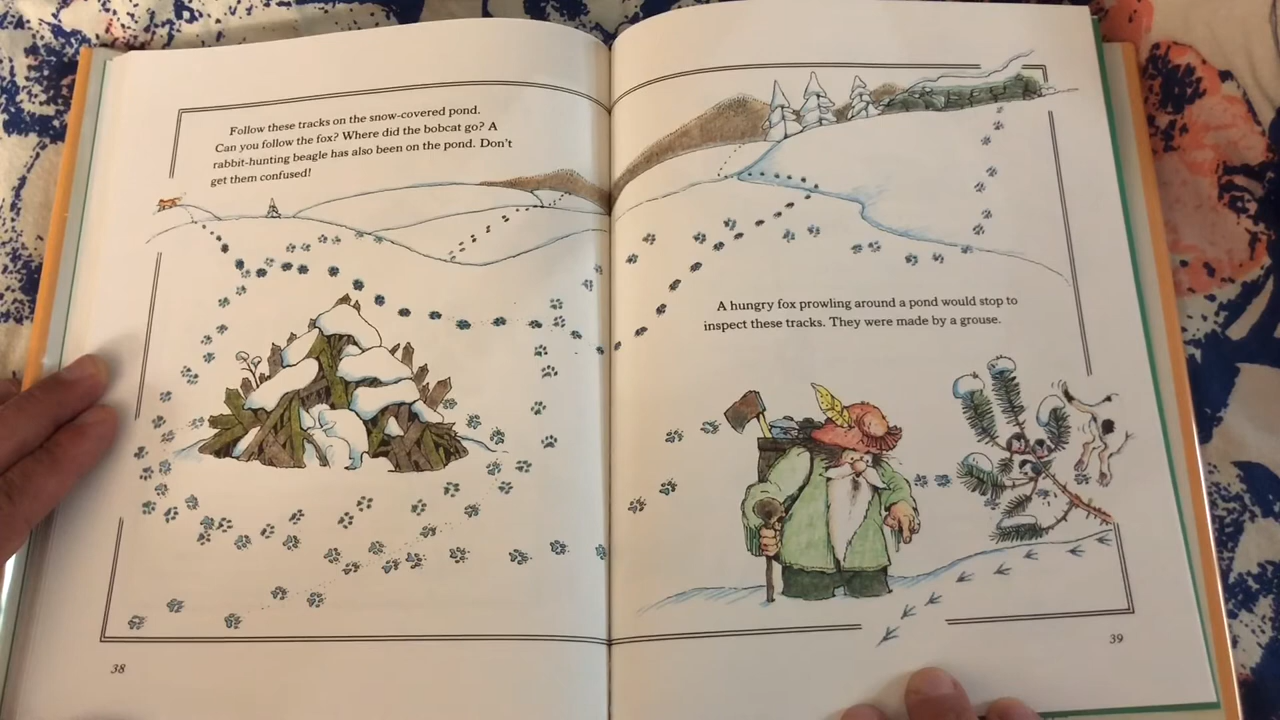 Follow these tracks on the snow-covered pond.
Can you follow the fox? Where did the bobcat go? A
rabbit-hunting beagle has also been on the pond. Don't
get them confused!
38
A hungry fox prowling around a pond would stop to
inspect these tracks. They were made by a grouse.
39